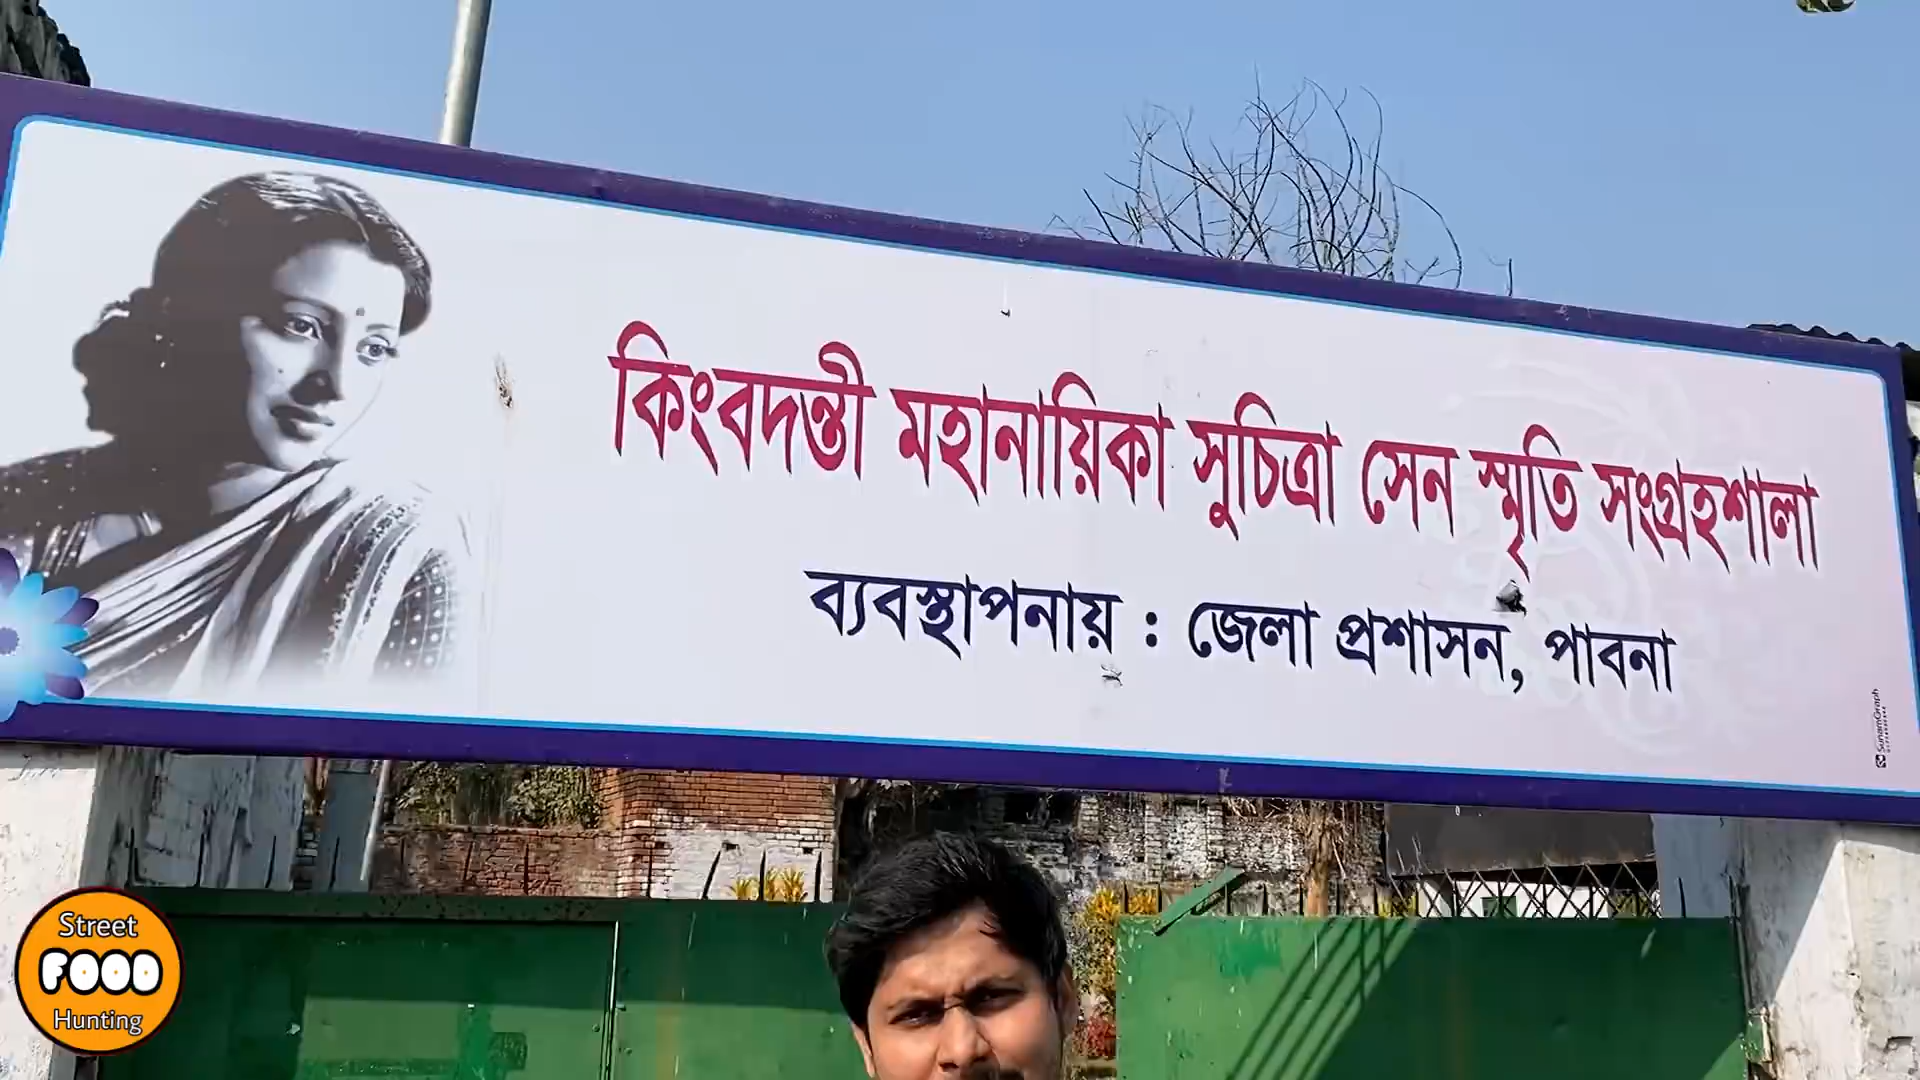 কিংবদন্তী মহানায়িকা সুচিত্রা সেন স্মৃতি সংগ্রহশালা
ব্যবস্থাপনায় : জেলা প্রশাসন, পাবনা
Street
FOOD
Hunting